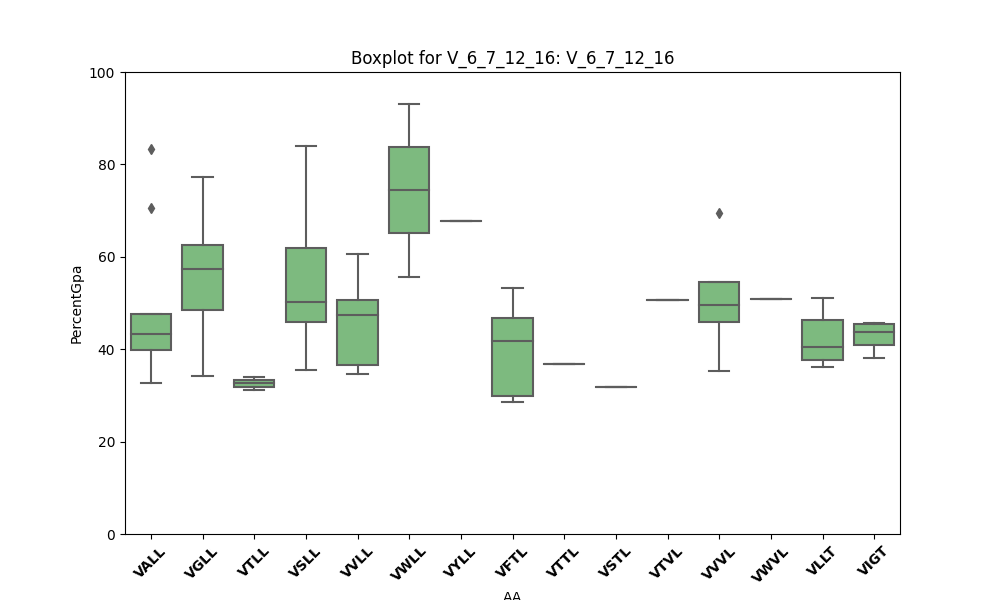 Boxplot for V_6_7_12_16: V_6_7_12_16
100
80
60
40
20
0
PercentGpa
VALL VGLL VTLL VSLL VVLL VWLL VYLL VFTL VTTL VSTL VTVL VVVL VWVL VLLT VIGT
AA